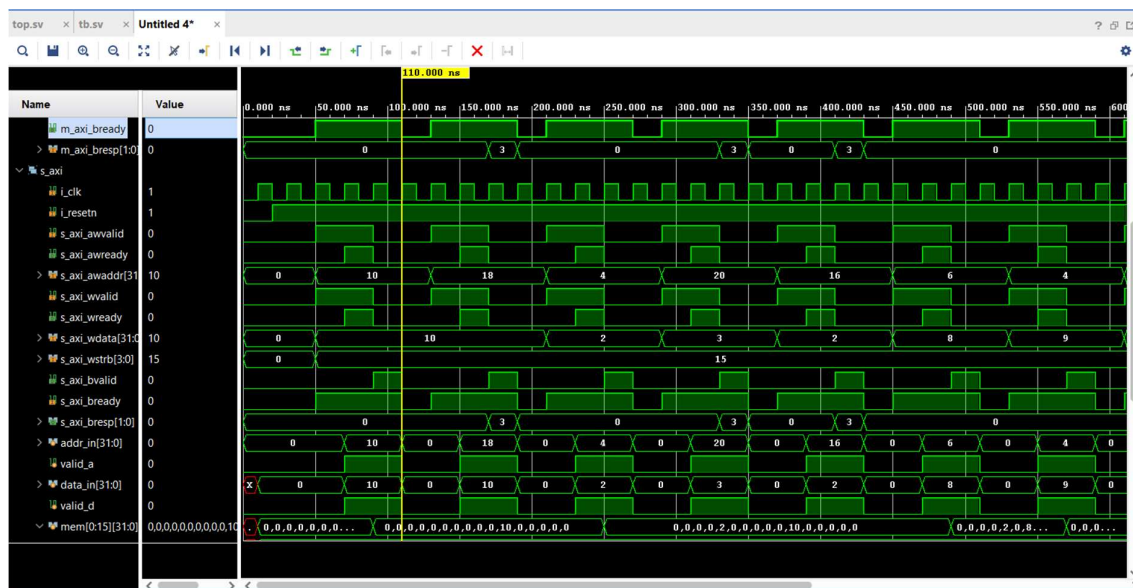 top.sv × tb.sv × Untitled 4* ×
110.000 ns
Name Value 0.000 ns 50.000 ns 100.000 ns 150.000 ns 200.000 ns 250.000 ns 300.000 ns 350.000 ns 400.000 ns 450.000 ns 500.000 ns 550.000 ns 600
m_axi_bready 0
m_axi_bresp[1:0] 0 0 3 0 3 0 3 0
s_axi
i_clk 1
i_resetn 1
s_axi_awvalid 0
s_axi_awready 0
s_axi_awaddr[31 10 0 10 18 4 20 16 6 4
s_axi_wvalid 0
s_axi_wready 0
s_axi_wdata[31:0 10 0 10 2 3 2 8 9
s_axi_wstrb[3:0] 15 0 15
s_axi_bvalid 0
s_axi_bready 0
s_axi_bresp[1:0] 0 0 3 0 3 0 3 0
addr_in[31:0] 0 0 10 0 18 0 4 0 20 0 16 0 6 0 4 0
valid_a 0
data_in[31:0] 0 X 0 10 0 10 0 2 0 3 0 2 0 8 0 9 0
valid_d 0
mem[0:15][31:0] 0,0,0,0,0,0,0,0,0,0,10 0,0,0,0,0,0,0... 0,0,0,0,0,0,0,0,0,0,10,0,0,0,0,0 0,0,0,0,2,0,0,0,0,0,10,0,0,0,0,0 0,0,0,0,2,0,8... 0,0,0...